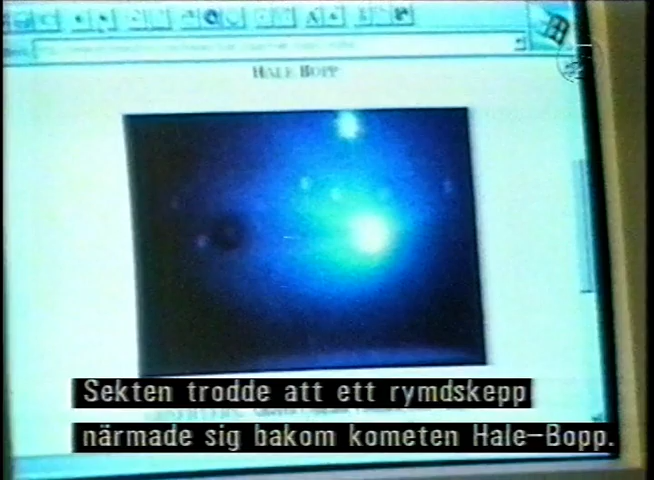 HALE BOPP
Sekten trodde att ett rymdskepp
närmade sig bakom kometen Hale-Bopp.